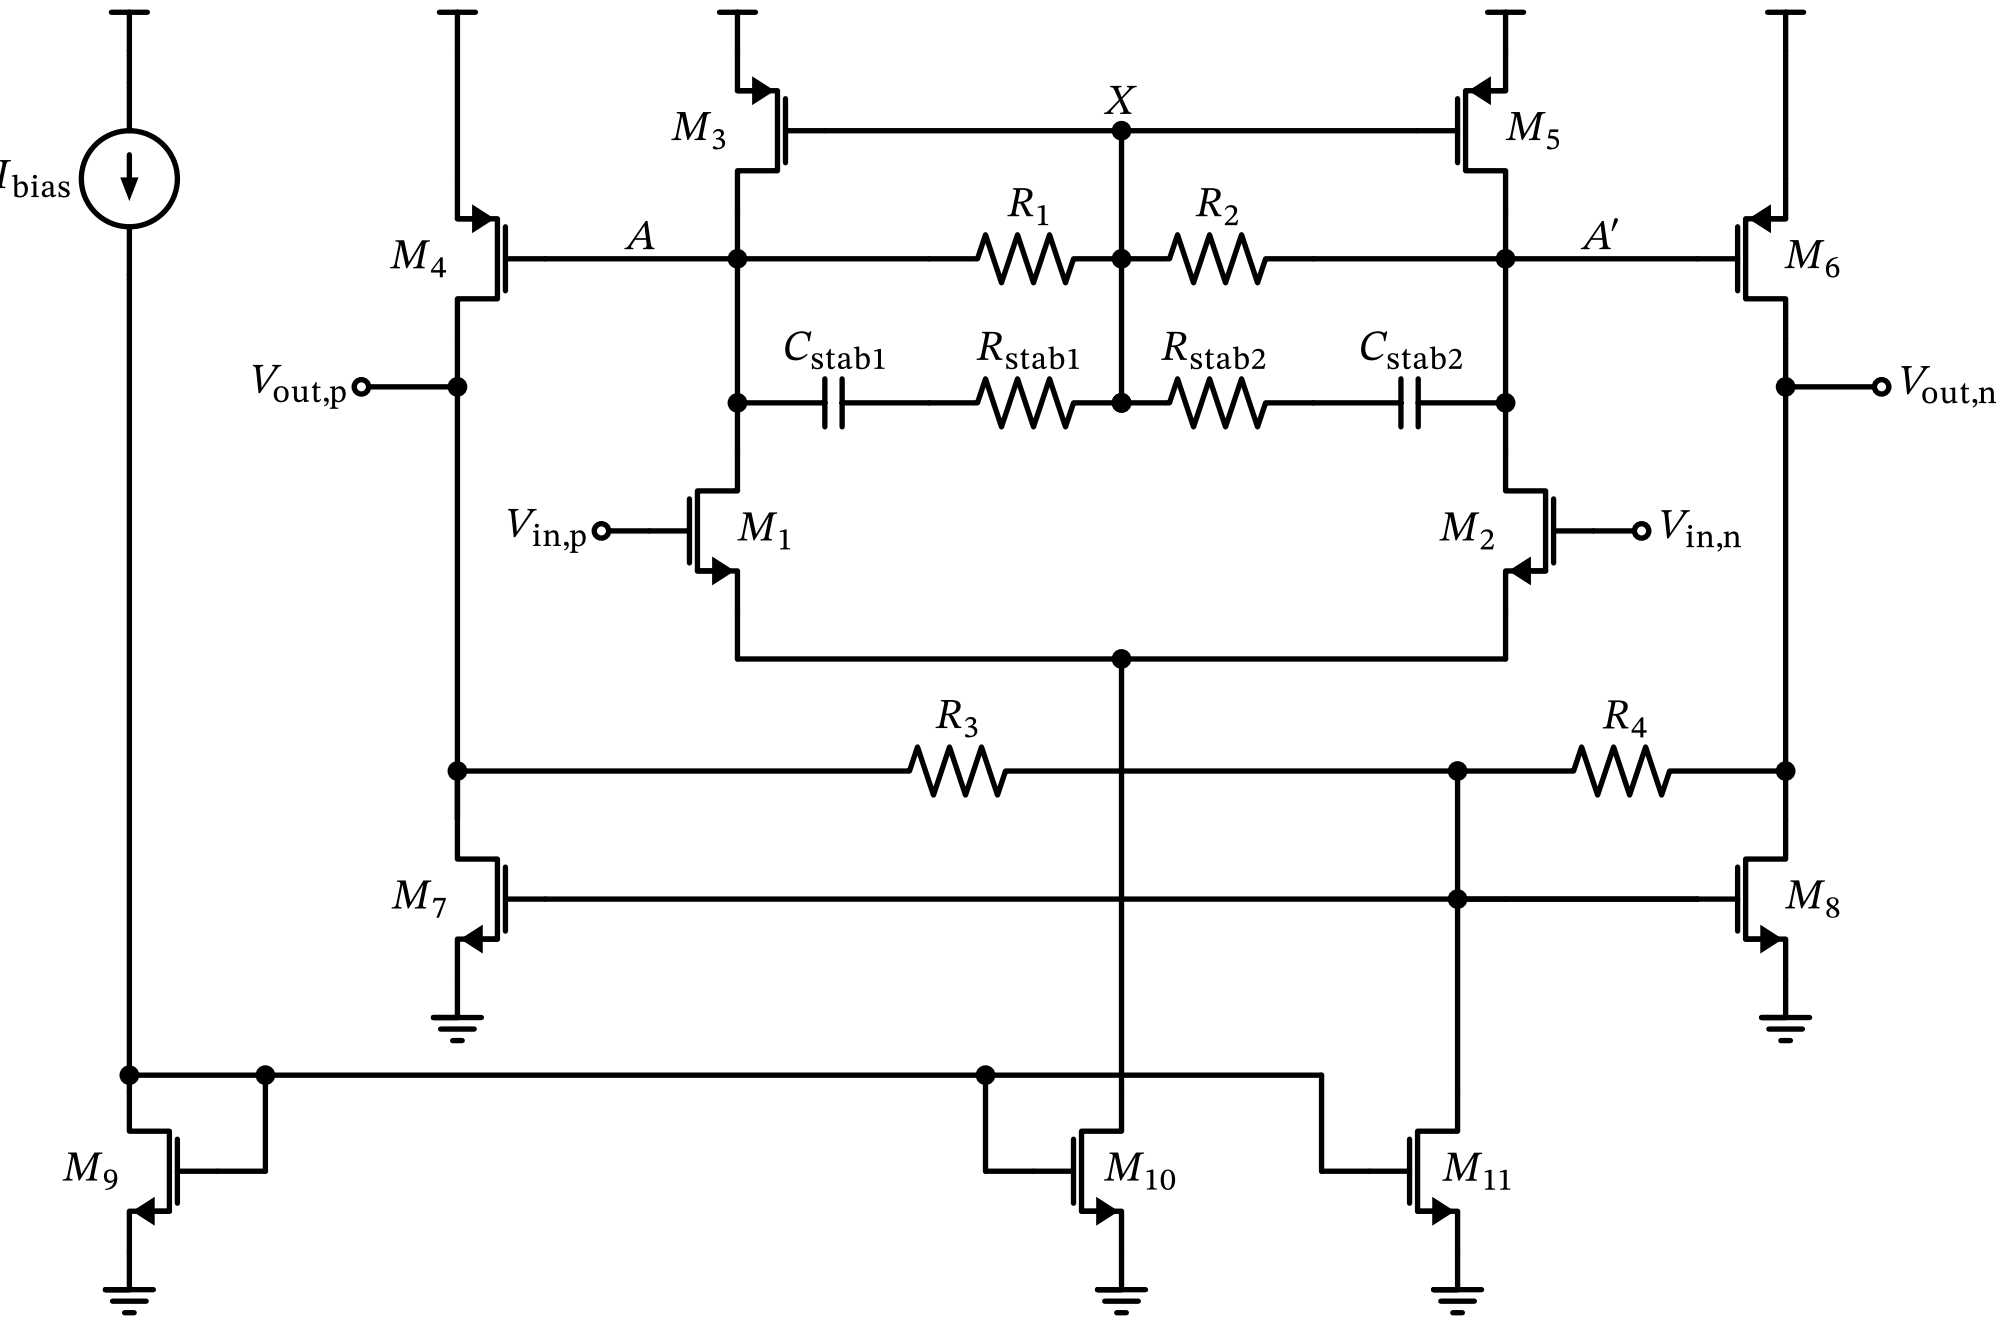 X
M3
M5
Ibias
R1
R2
A
A′
M4
M6
Cstab1
Rstab1
Rstab2
Cstab2
Vout,p
Vout,n
Vin,p
M1
M2
Vin,n
R3
R4
M7
M8
M9
M10
M11